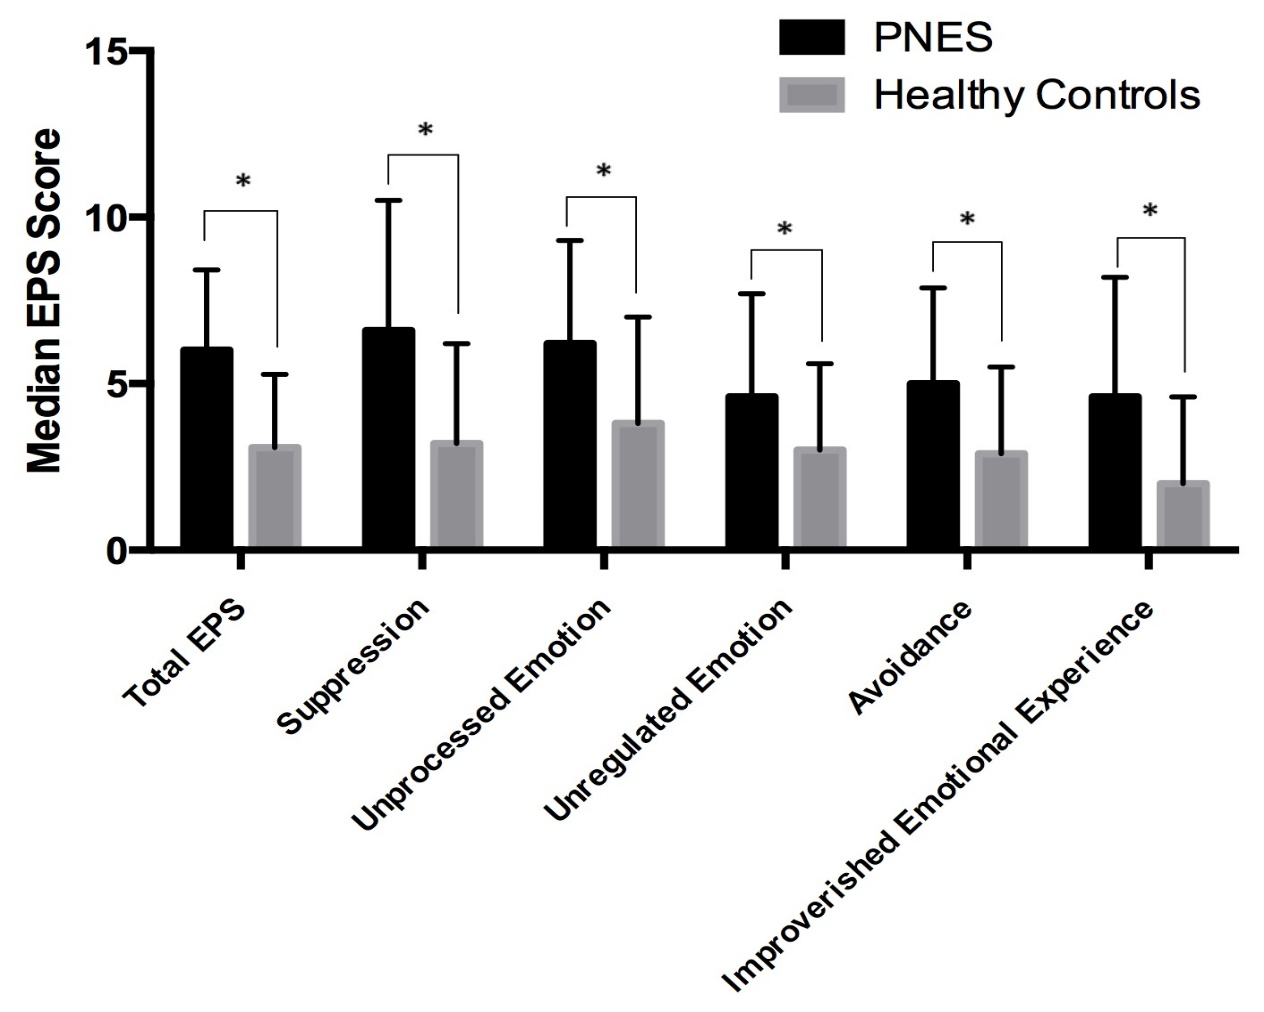 PNES
Healthy Controls
Median EPS Score
15
10
5
0
*
*
*
*
*
*
Total EPS
Suppression
Unprocessed Emotion
Unregulated Emotion
Avoidance
Improverished Emotional Experience